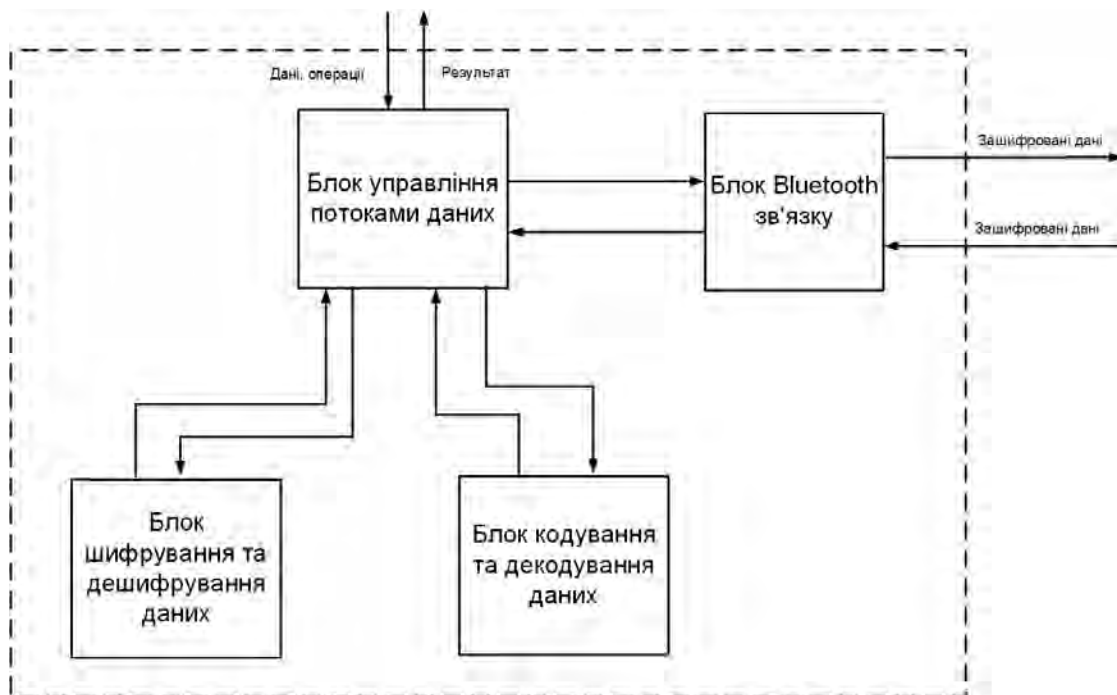 Дані, операції
Результат
Блок управління
потоками даних
Блок Bluetooth
зв'язку
Зашифровані дані
Зашифровані дані
Блок
шифрування та
дешифрування
даних
Блок кодування
та декодування
даних